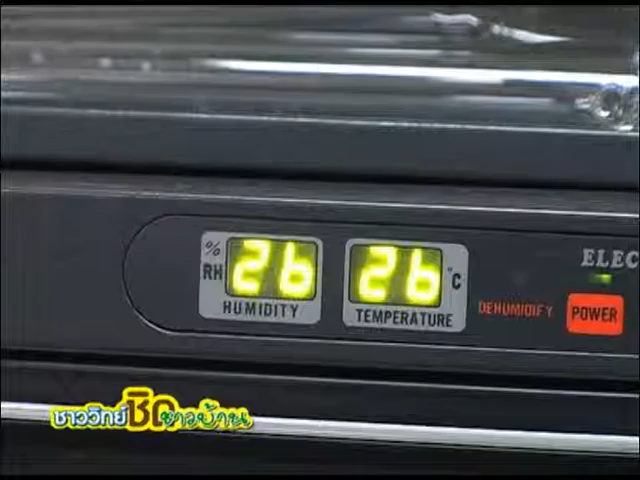 % RH 26 HUMIDITY
26 °C TEMPERATURE
DEHUMIDIFY
ELEC
POWER
ชาววิทย์ชิดชาวบ้าน